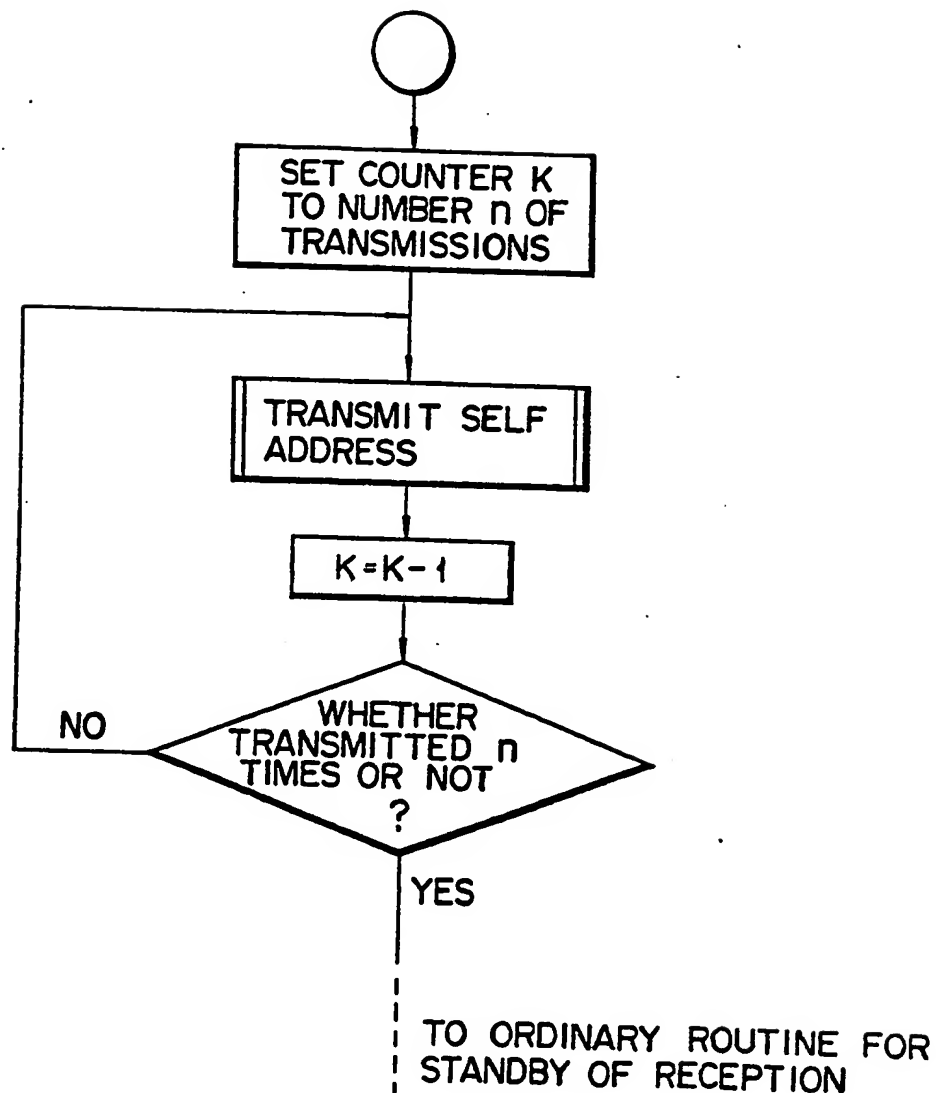 SET COUNTER K
TO NUMBER n OF
TRANSMISSIONS
TRANSMIT SELF
ADDRESS
K=K-1
NO
WHETHER
TRANSMITTED n
TIMES OR NOT
?
YES
TO ORDINARY ROUTINE FOR
STANDBY OF RECEPTION